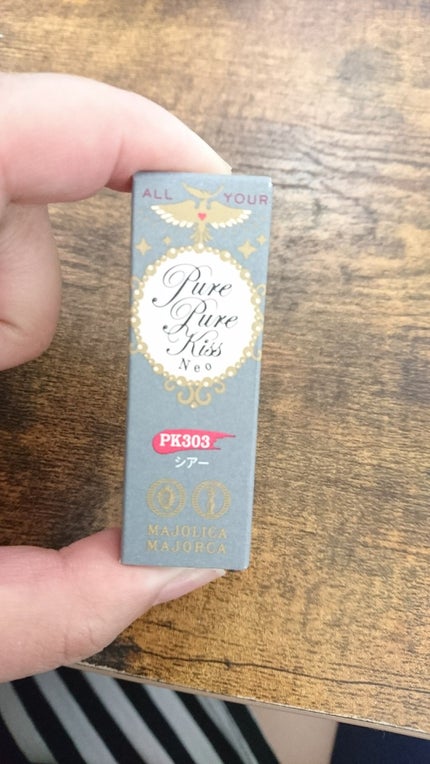 ALL YOUR
Pure
Pure
Kiss
Neo
PK303
シアー
MAJOLICA
MAJORCA